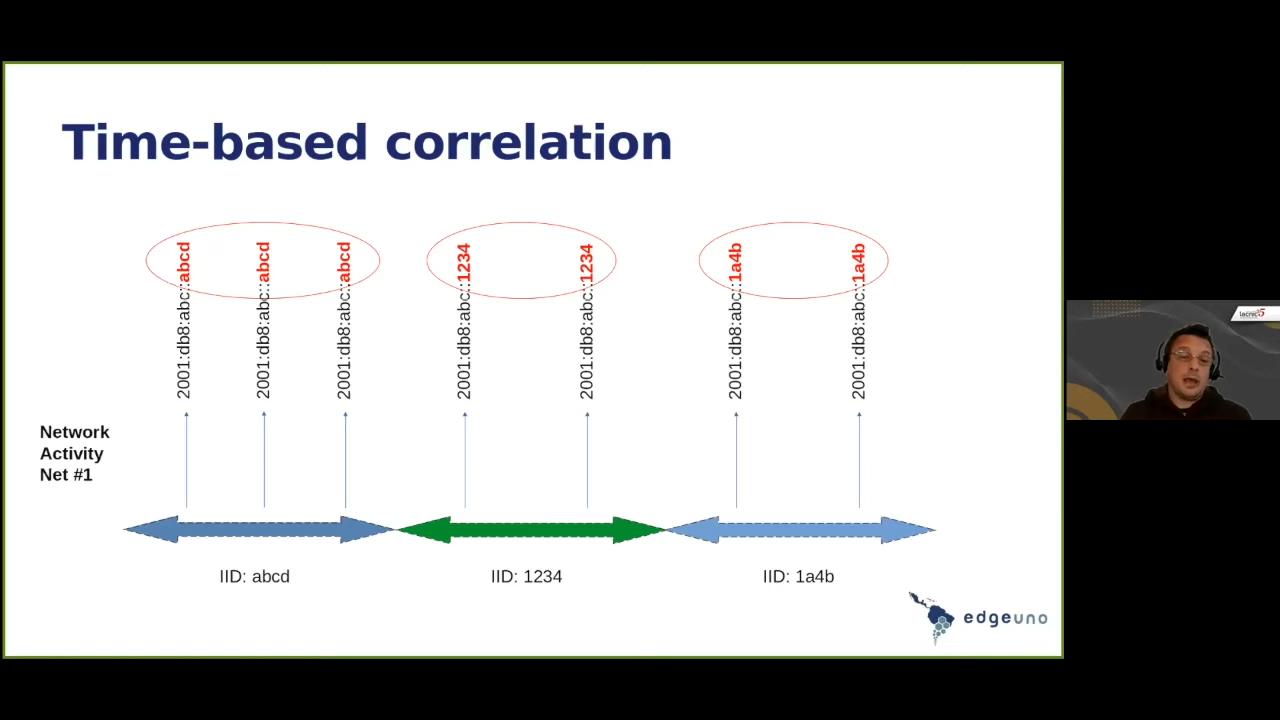 Time-based correlation
2001:db8:abc::abcd
2001:db8:abc::abcd
2001:db8:abc::abcd
2001:db8:abc::1234
2001:db8:abc::1234
2001:db8:abc::1a4b
2001:db8:abc::1a4b
Network
Activity
Net #1
IID: abcd
IID: 1234
IID: 1a4b
edgeuno
lacnic